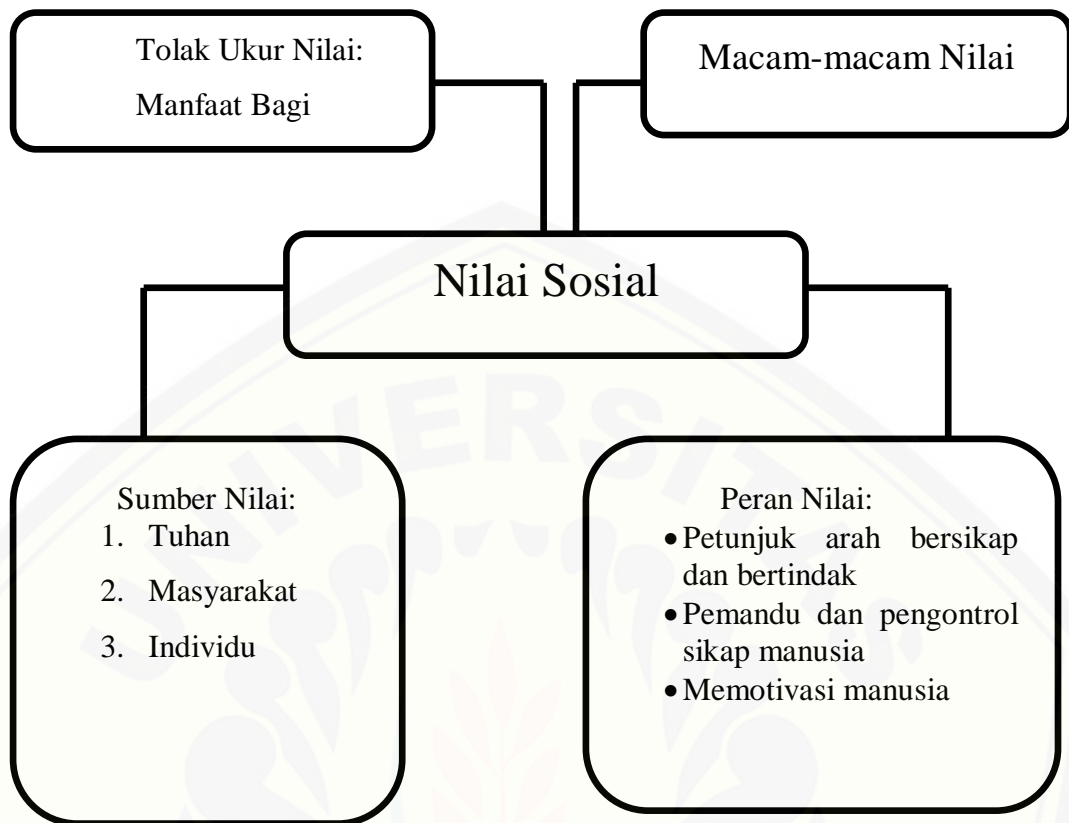 Tolak Ukur Nilai:
Manfaat Bagi
Macam-macam Nilai
Nilai Sosial
Sumber Nilai:
1. Tuhan
2. Masyarakat
3. Individu
Peran Nilai:
• Petunjuk arah bersikap
dan bertindak
• Pemandu dan pengontrol
sikap manusia
• Memotivasi manusia
UNIVERSITAS